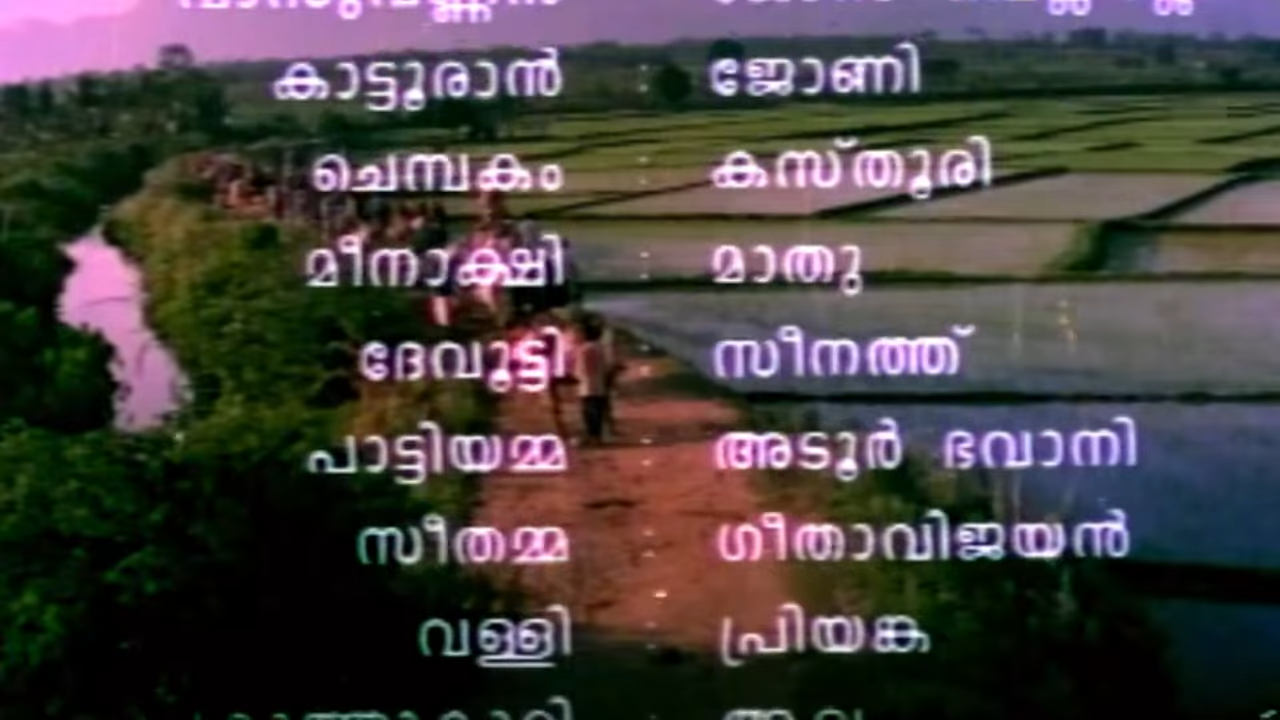 കാട്ടൂരാൻ : ജോണി
ചെമ്പകം : കസ്തൂരി
മീനാക്ഷി : മാതു
ദേവൂട്ടി : സീനത്ത്
പാട്ടിയമ്മ : അടൂർ ഭവാനി
സീതമ്മ : ഗീതാവിജയൻ
വള്ളി : പ്രിയങ്ക